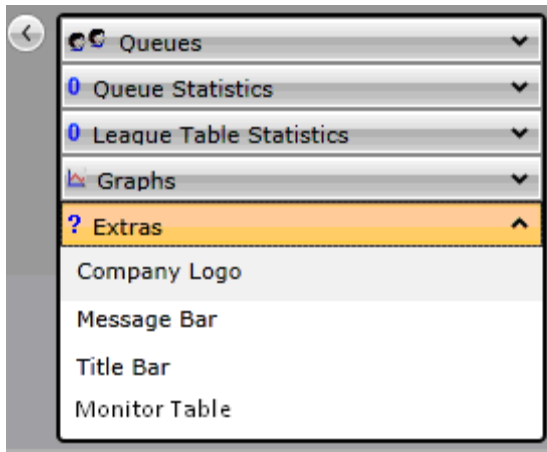 Queues
0 Queue Statistics
0 League Table Statistics
Graphs
? Extras
Company Logo
Message Bar
Title Bar
Monitor Table